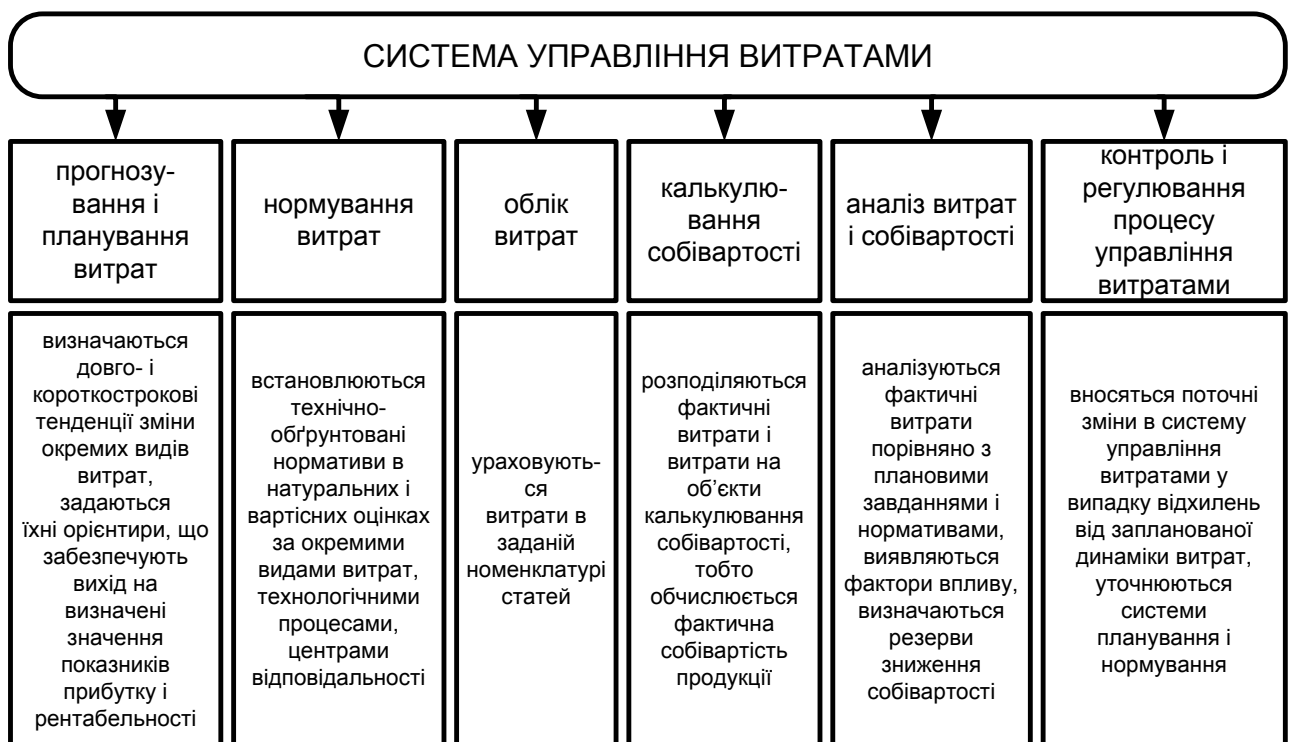 СИСТЕМА УПРАВЛІННЯ ВИТРАТАМИ
прогнозу-
вання і
планування
витрат
нормування
витрат
облік
витрат
калькулю-
вання
собівартості
аналіз витрат
і собівартості
контроль і
регулювання
процесу
управління
витратами
визначаються
довго- і
короткострокові
тенденції зміни
окремих видів
витрат,
задаються
їхні орієнтири, що
забезпечують
вихід на
визначені
значення
показників
прибутку і
рентабельності
встановлюються
технічно-
обґрунтовані
нормативи в
натуральних і
вартісних оцінках
за окремими
видами витрат,
технологічними
процесами,
центрами
відповідальності
ураховують-
ся
витрати в
заданій
номенклатурі
статей
розподіляються
фактичні
витрати і
витрати на
об’єкти
калькулювання
собівартості,
тобто
обчислюється
фактична
собівартість
продукції
аналізуються
фактичні
витрати
порівняно з
плановими
завданнями і
нормативами,
виявляються
фактори впливу,
визначаються
резерви
зниження
собівартості
вносяться поточні
зміни в систему
управління
витратами у
випадку відхилень
від запланованої
динаміки витрат,
уточнюються
системи
планування і
нормування